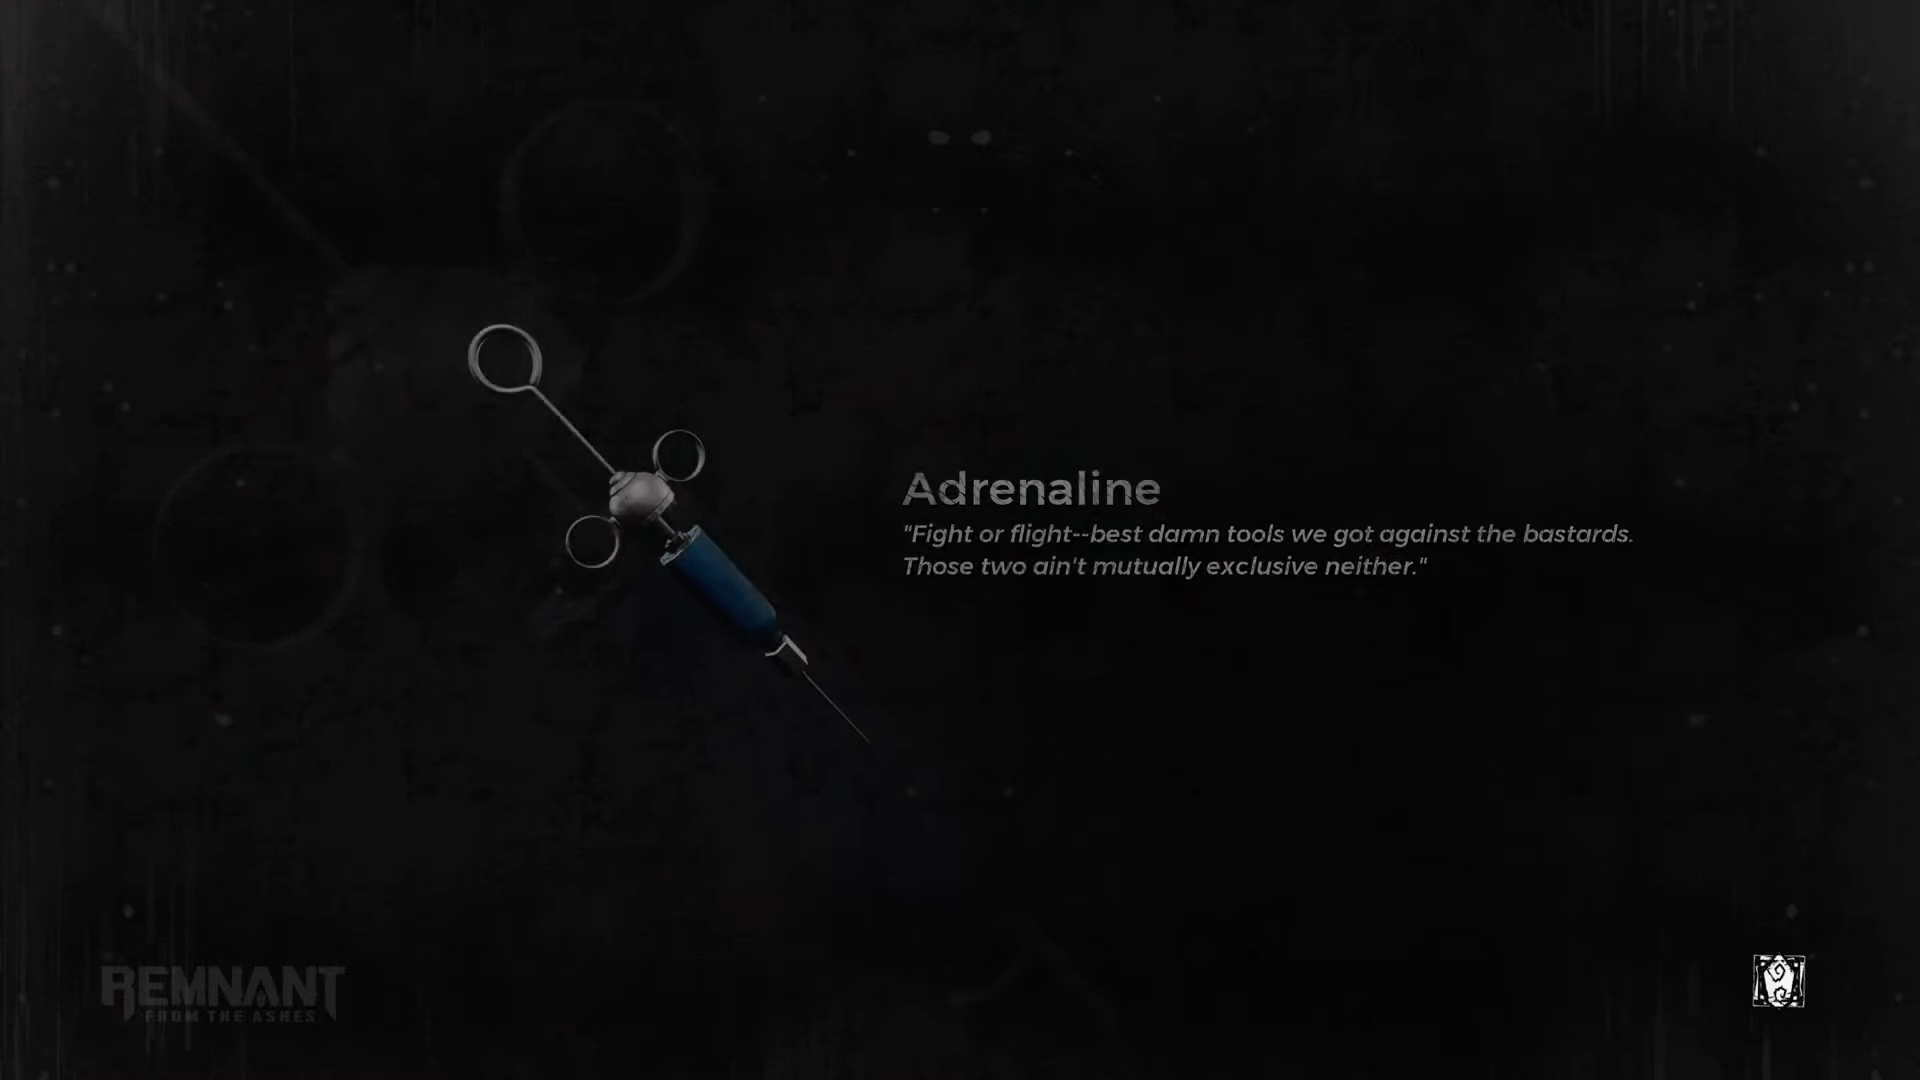 Adrenaline
"Fight or flight--best damn tools we got against the bastards.
Those two ain't mutually exclusive neither."
REMNANT
FROM THE ASHES